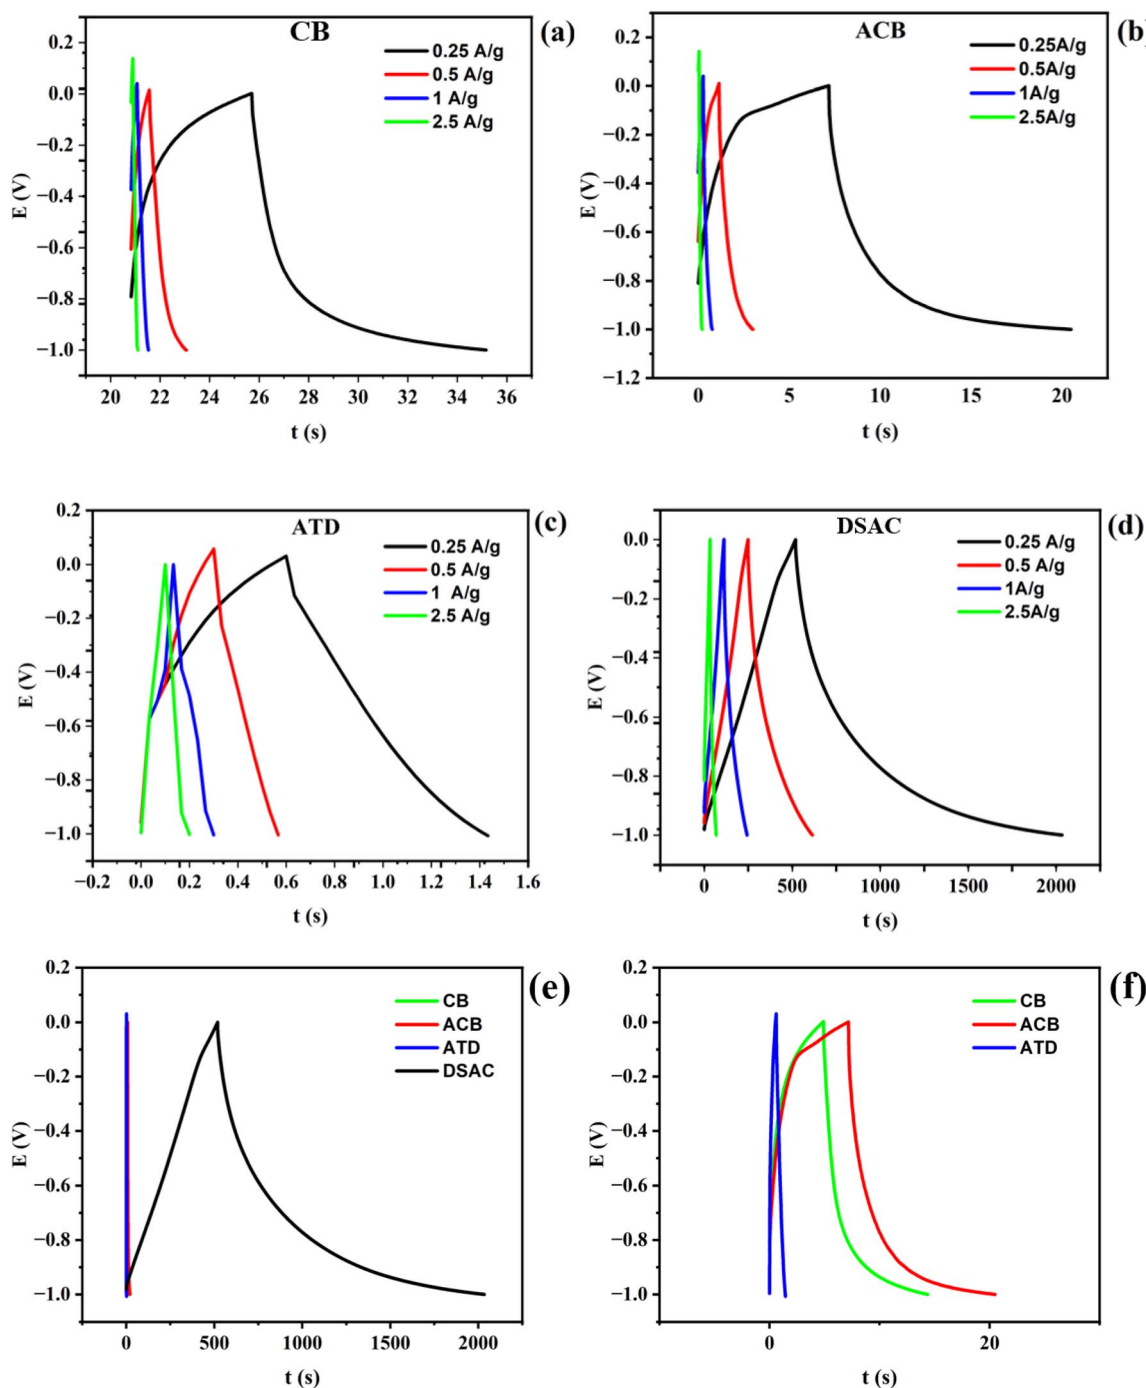 CB
(a)
0.25 A/g
0.5 A/g
1 A/g
2.5 A/g
0.2
0.0
−0.2
−0.4
−0.6
−0.8
−1.0
E (V)
20 22 24 26 28 30 32 34 36
t (s)
ACB
(b)
0.25A/g
0.5A/g
1A/g
2.5A/g
0.2
0.0
−0.2
−0.4
−0.6
−0.8
−1.0
−1.2
E (V)
0 5 10 15 20
t (s)
ATD
(c)
0.25 A/g
0.5 A/g
1 A/g
2.5 A/g
0.2
0.0
−0.2
−0.4
−0.6
−0.8
−1.0
E (V)
−0.2 0.0 0.2 0.4 0.6 0.8 1.0 1.2 1.4 1.6
t (s)
DSAC
(d)
0.25 A/g
0.5 A/g
1A/g
2.5A/g
0.2
0.0
−0.2
−0.4
−0.6
−0.8
−1.0
E (V)
0 500 1000 1500 2000
t (s)
(e)
CB
ACB
ATD
DSAC
0.2
0.0
−0.2
−0.4
−0.6
−0.8
−1.0
E (V)
0 500 1000 1500 2000
t (s)
(f)
CB
ACB
ATD
0.2
0.0
−0.2
−0.4
−0.6
−0.8
−1.0
E (V)
0 20
t (s)